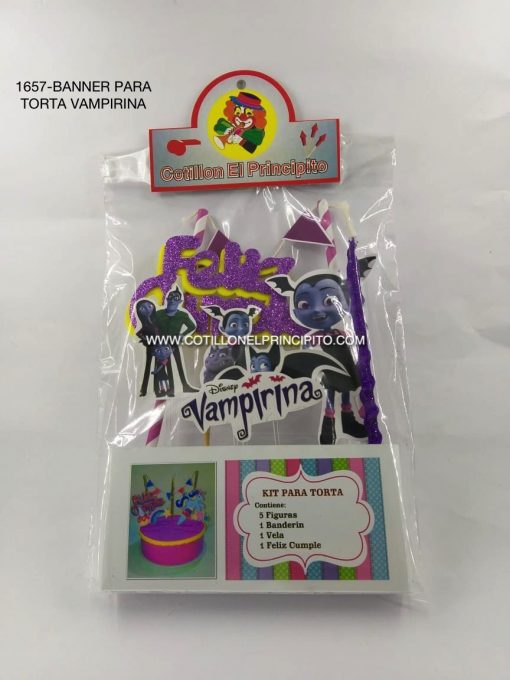 1657-BANNER PARA
TORTA VAMPIRINA
Cotillon El Principito
Feliz
WWW.COTILLONELPRINCIPITO.COM
Disney
Vampirina
KIT PARA TORTA
Contiene:
5 Figuras
1 Banderin
1 Vela
1 Feliz Cumple